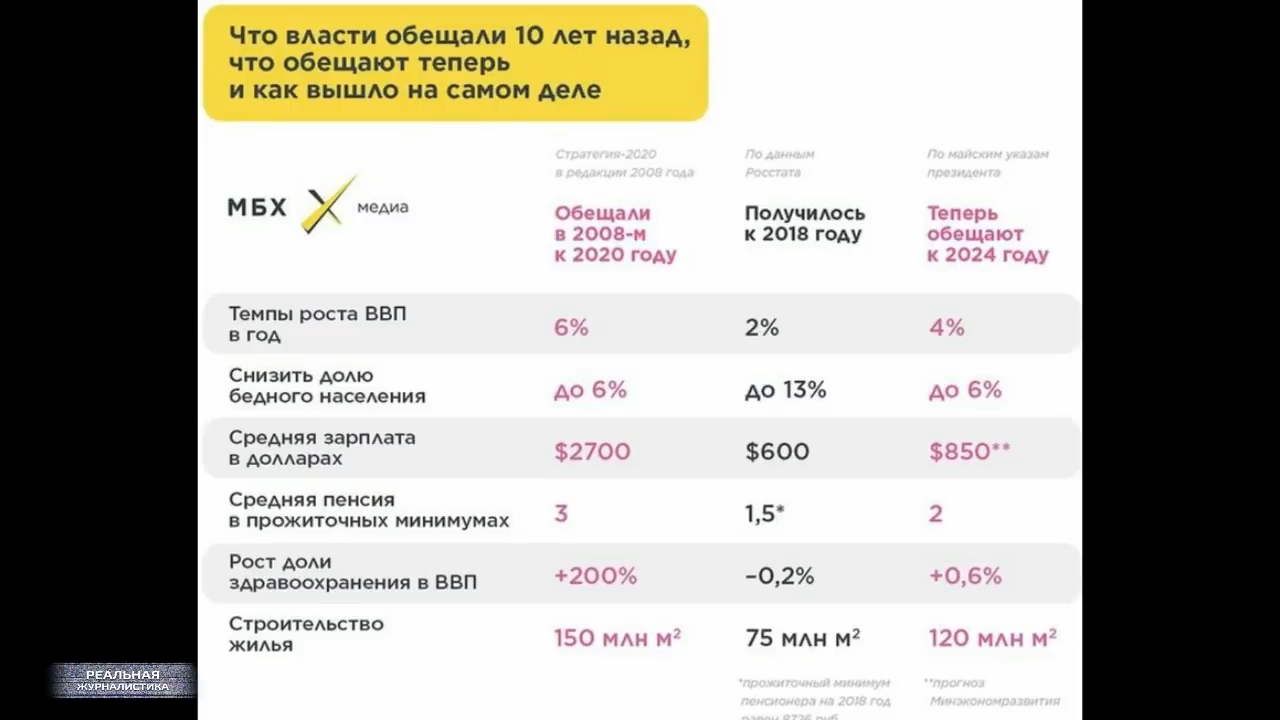 Что власти обещали 10 лет назад,
что обещают теперь
и как вышло на самом деле
МБХ медиа
Стратегия-2020
в редакции 2008 года
По данным
Росстата
По майским указам
президента
Обещали
в 2008-м
к 2020 году
Получилось
к 2018 году
Теперь
обещают
к 2024 году
Темпы роста ВВП
в год
6%
2%
4%
Снизить долю
бедного населения
до 6%
до 13%
до 6%
Средняя зарплата
в долларах
$2700
$600
$850**
Средняя пенсия
в прожиточных минимумах
3
1,5*
2
Рост доли
здравоохранения в ВВП
+200%
–0,2%
+0,6%
Строительство
жилья
150 млн м²
75 млн м²
120 млн м²
*прожиточный минимум
пенсионера на 2018 год
равен 8726 руб
**прогноз
Минэкономразвития
РЕАЛЬНАЯ
ЖУРНАЛИСТИКА